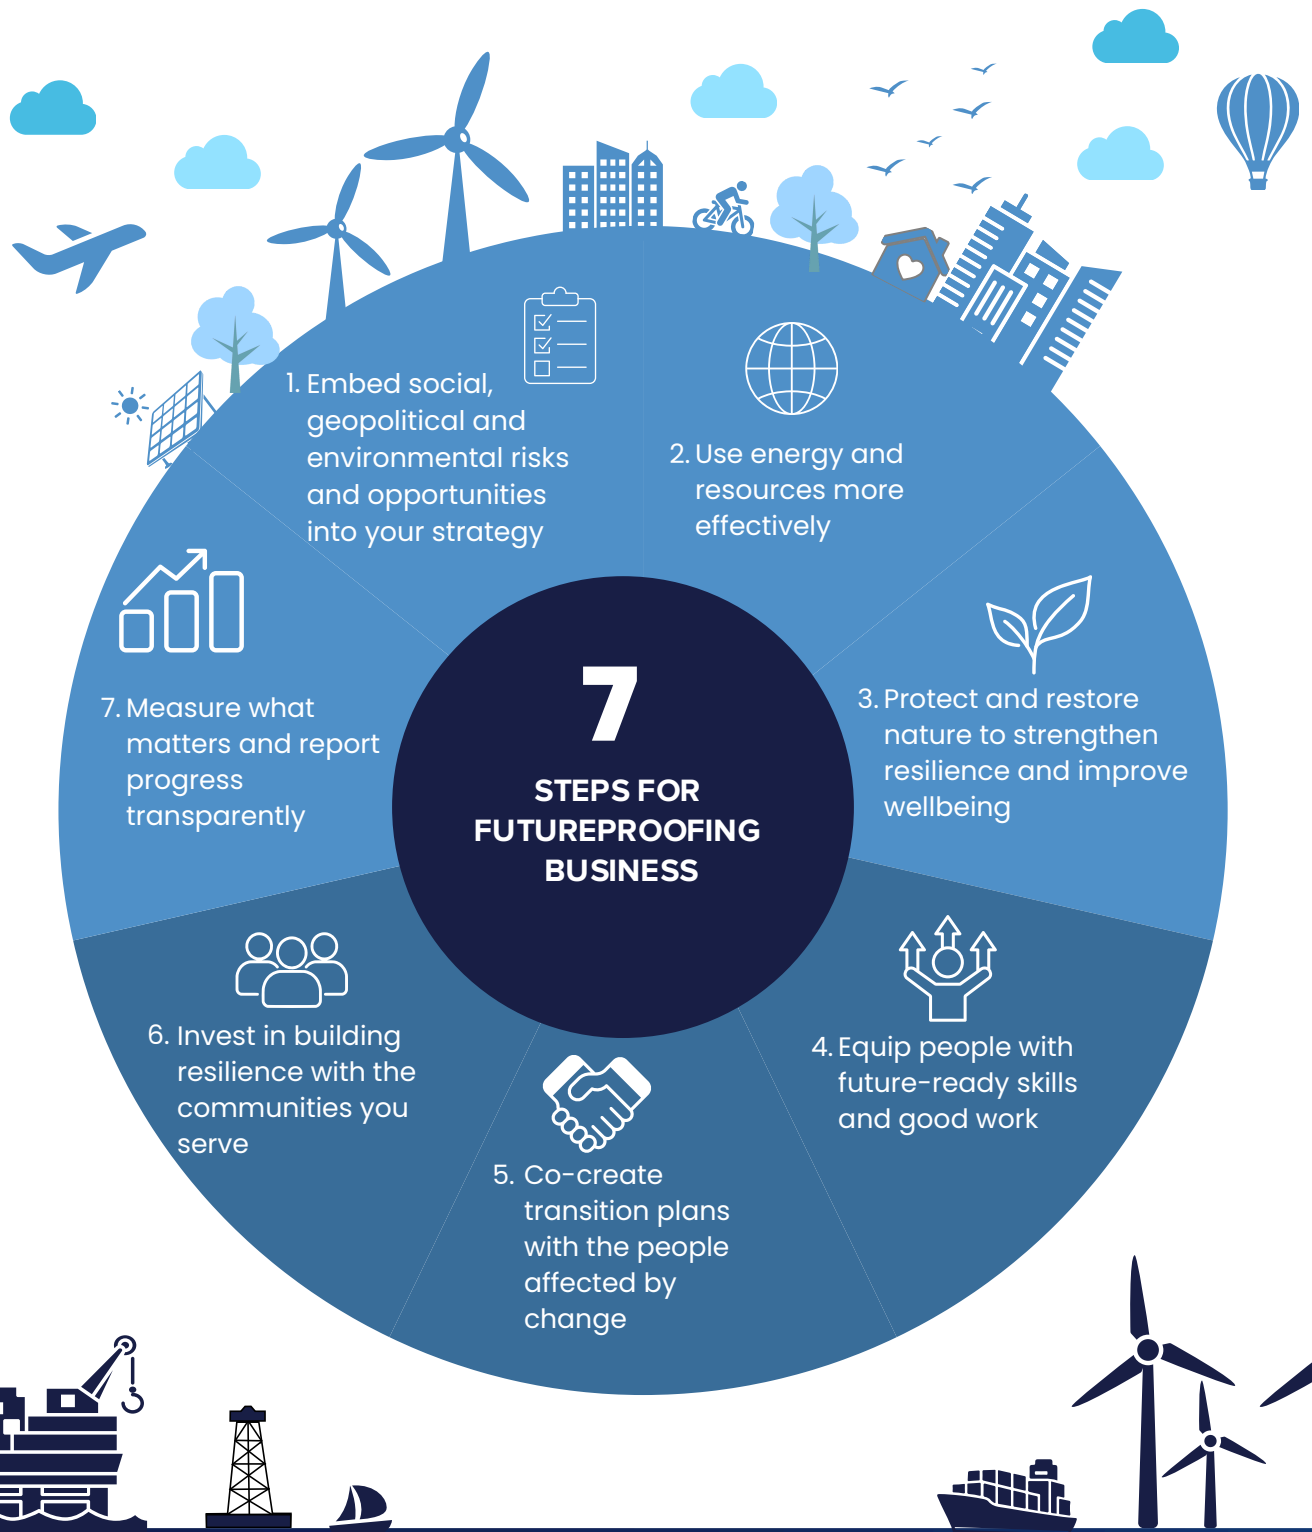 7
STEPS FOR
FUTUREPROOFING
BUSINESS
1. Embed social,
geopolitical and
environmental risks
and opportunities
into your strategy
2. Use energy and
resources more
effectively
3. Protect and restore
nature to strengthen
resilience and improve
wellbeing
4. Equip people with
future-ready skills
and good work
5. Co-create
transition plans
with the people
affected by
change
6. Invest in building
resilience with the
communities you
serve
7. Measure what
matters and report
progress
transparently